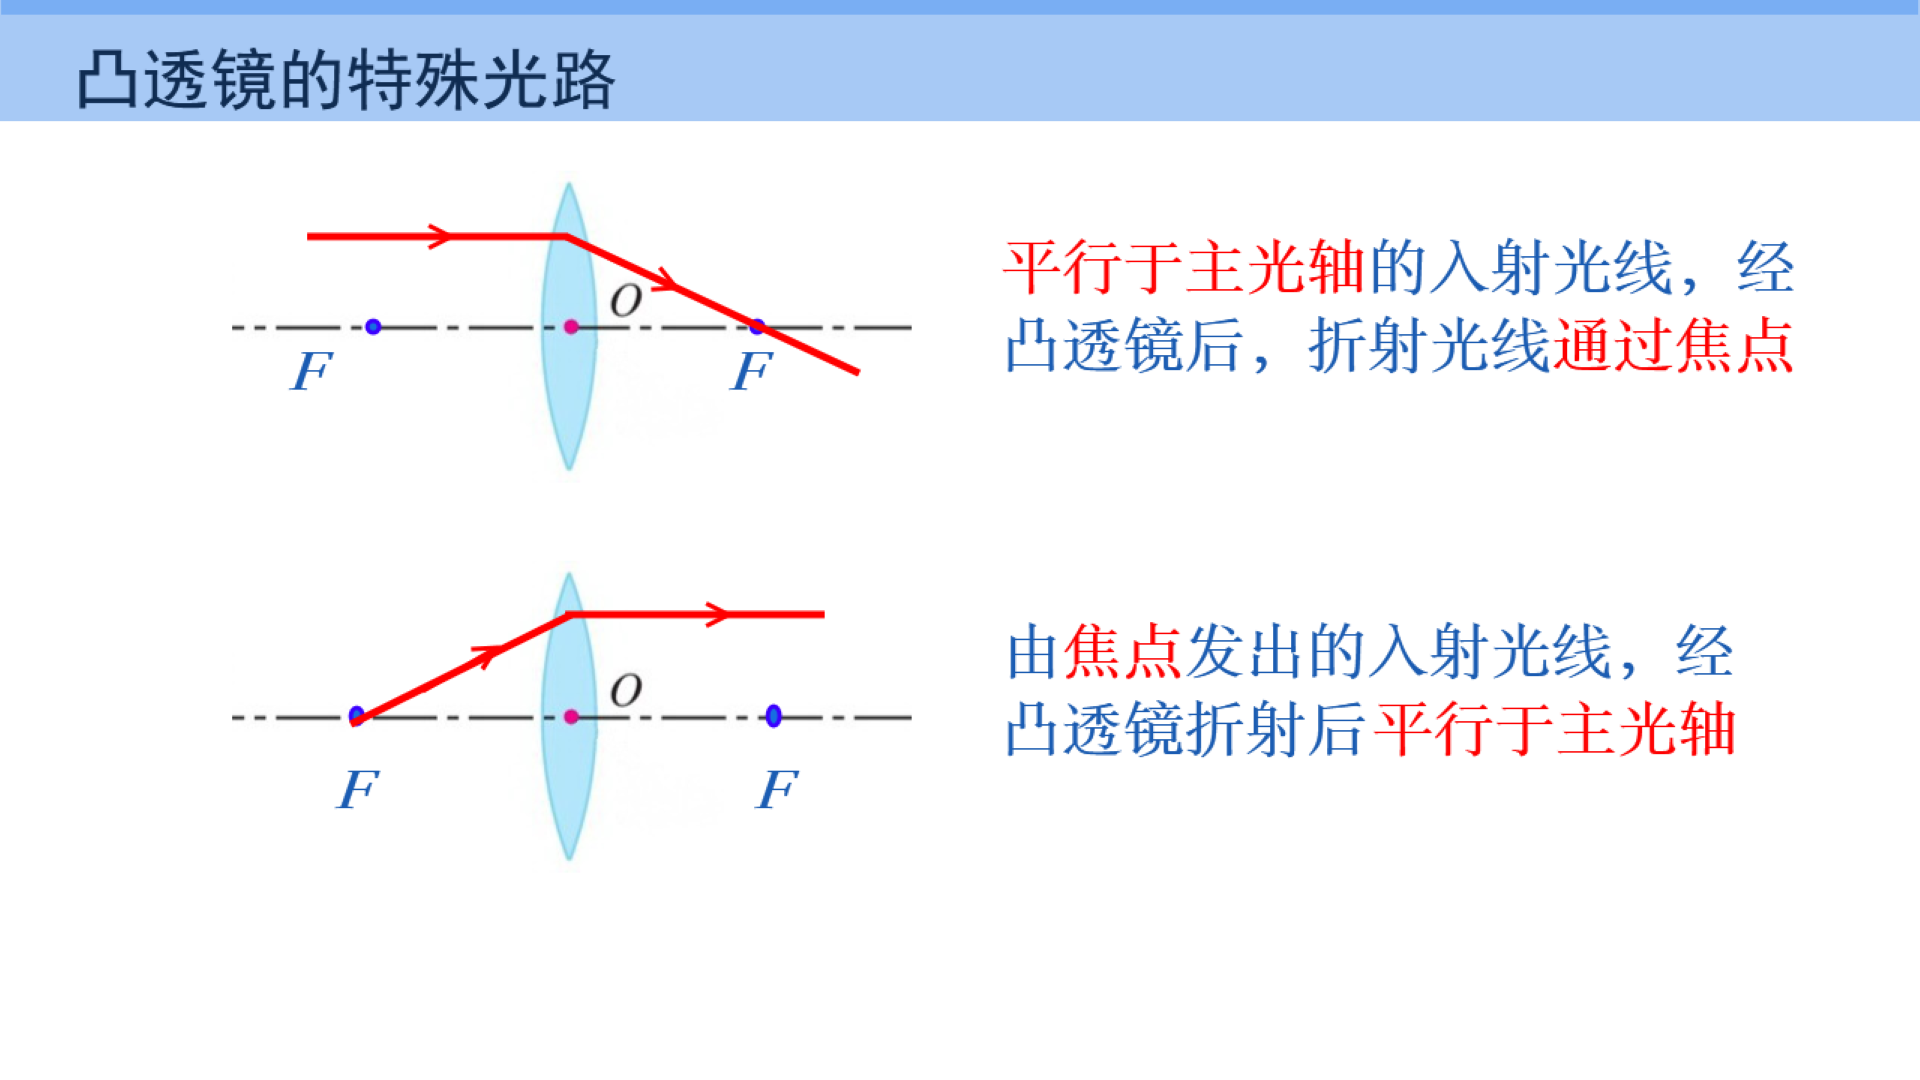 凸透镜的特殊光路
O
F
F
平行于主光轴的入射光线，经
凸透镜后，折射光线通过焦点
O
F
F
由焦点发出的入射光线，经
凸透镜折射后平行于主光轴